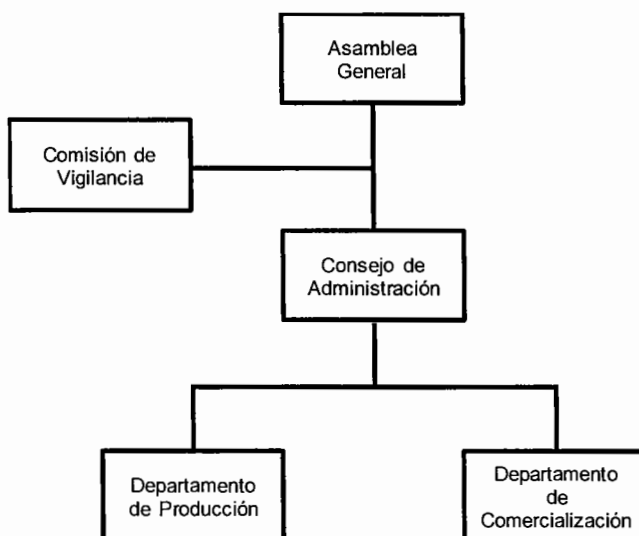 Asamblea
General
Comisión de
Vigilancia
Consejo de
Administración
Departamento
de Producción
Departamento
de
Comercialización